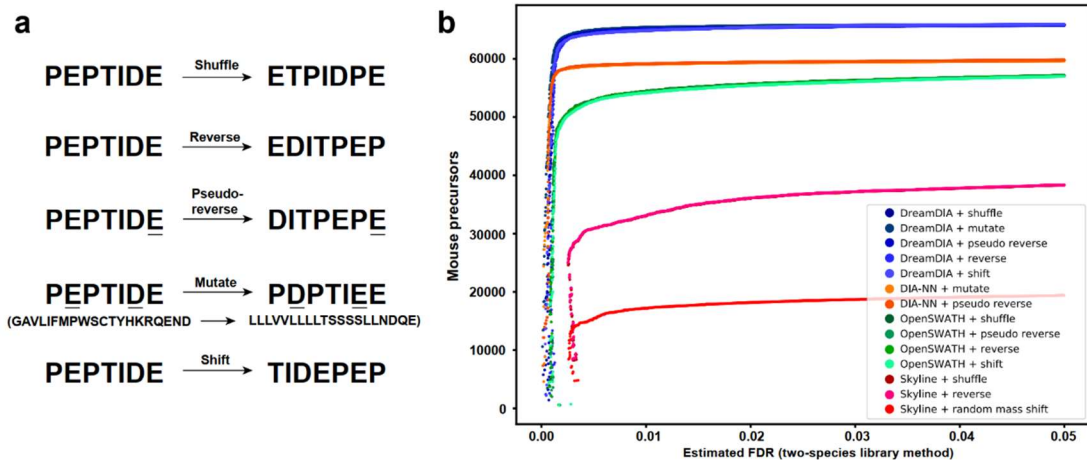 a
PEPTIDE Shuffle ETPIDPE
PEPTIDE Reverse EDITPEP
PEPTIDE Pseudo-reverse DITPEPE
PEPTIDE Mutate PDPTIEE
(GAVLIFMPWSCTYHKRQEND LLLVVLLLLTSSSSLLNDQE)
PEPTIDE Shift TIDEPEP
b
Mouse precursors
60000
50000
40000
30000
20000
10000
0
0.00 0.01 0.02 0.03 0.04 0.05
Estimated FDR (two-species library method)
DreamDIA + shuffle
DreamDIA + mutate
DreamDIA + pseudo reverse
DreamDIA + reverse
DreamDIA + shift
DIA-NN + mutate
DIA-NN + pseudo reverse
OpenSWATH + shuffle
OpenSWATH + pseudo reverse
OpenSWATH + reverse
OpenSWATH + shift
Skyline + shuffle
Skyline + reverse
Skyline + random mass shift